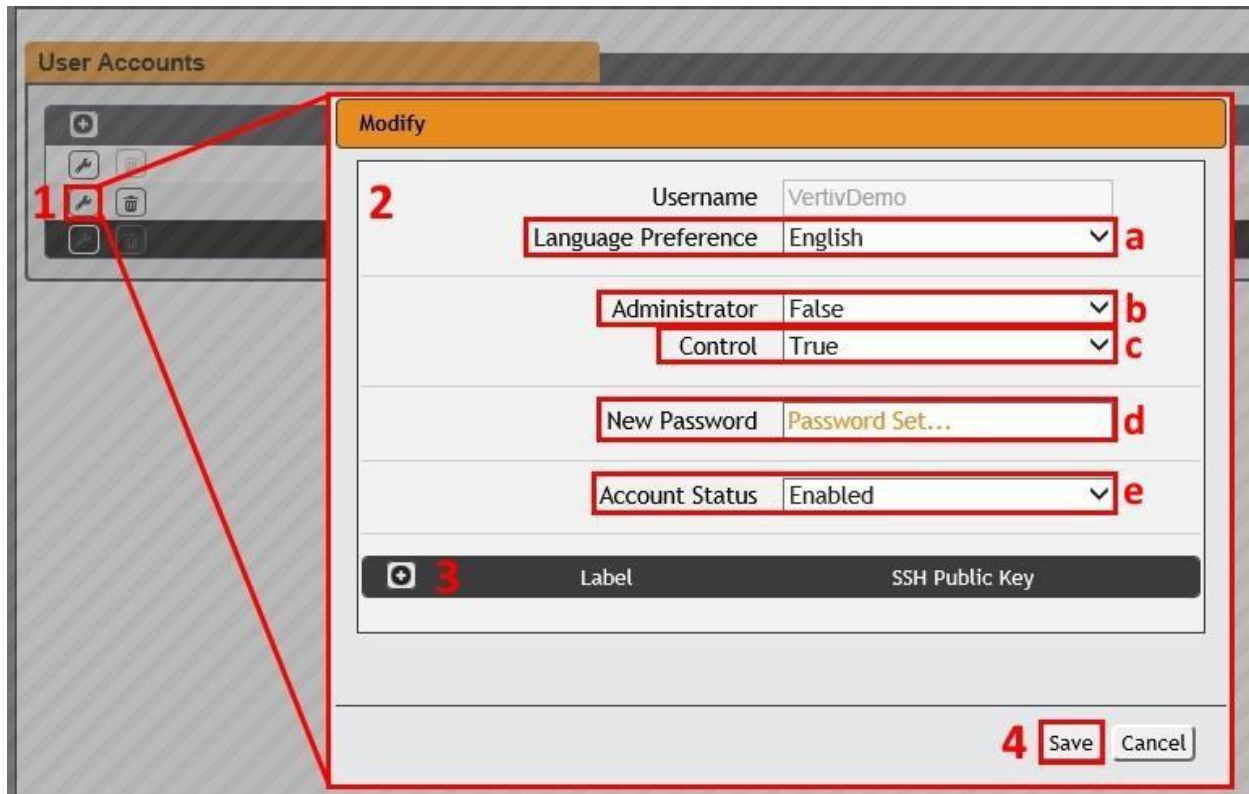 User Accounts
Modify
1
2
Username VertivDemo
Language Preference English a
Administrator False b
Control True c
New Password Password Set... d
Account Status Enabled e
3 Label SSH Public Key
4 Save Cancel